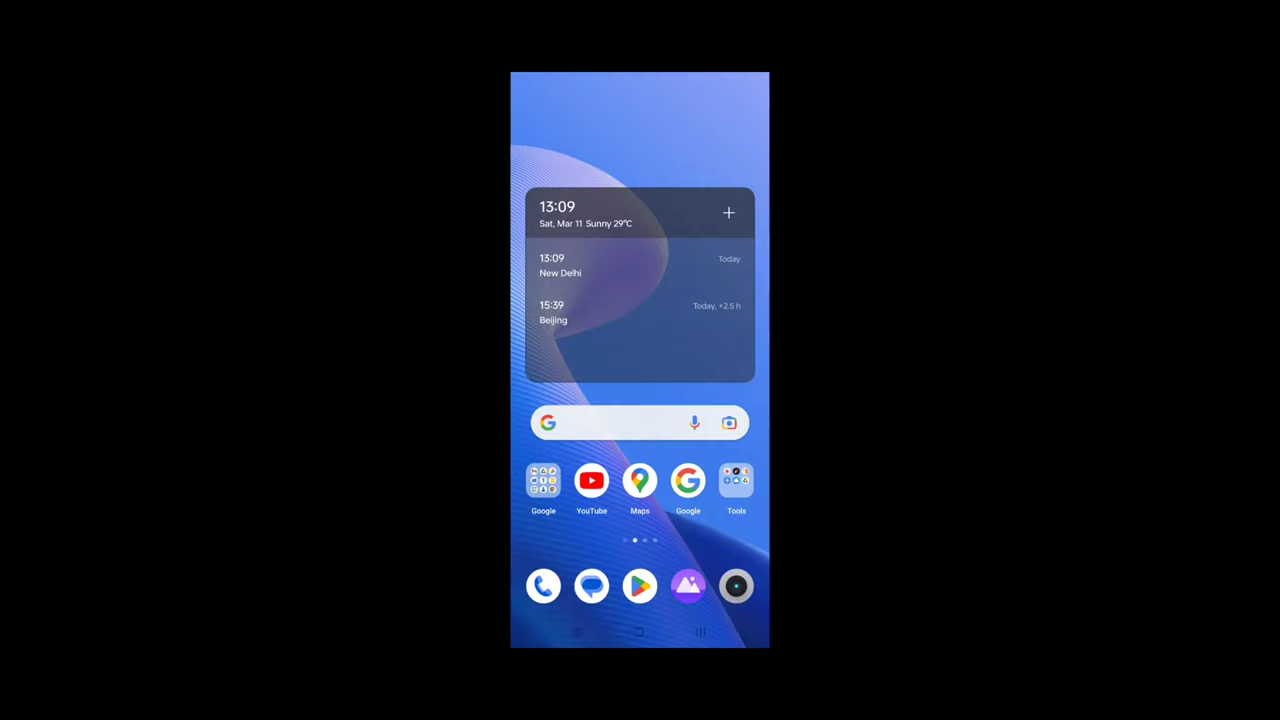 13:09
Sat, Mar 11 Sunny 29°C
13:09
Today
New Delhi
15:39
Today, +2.5 h
Beijing
Google
YouTube
Maps
Google
Tools